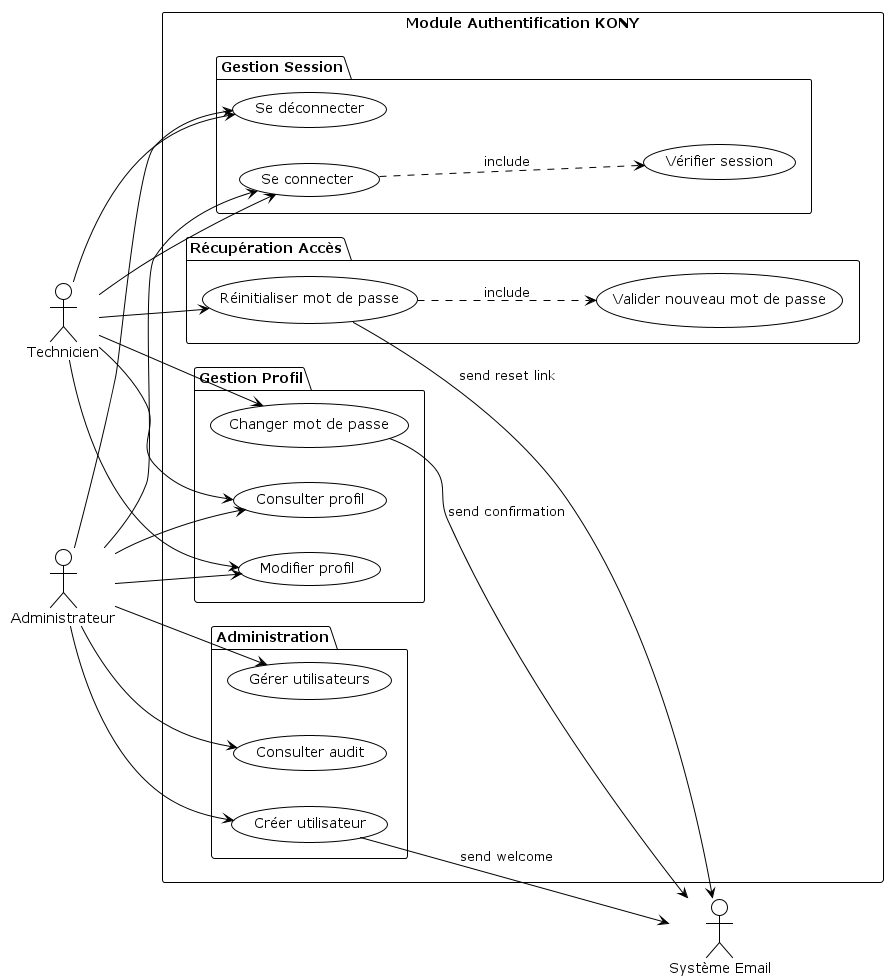 Module Authentification KONY
Gestion Session
Se déconnecter
Se connecter
include
Vérifier session
Récupération Accès
Réinitialiser mot de passe
include
Valider nouveau mot de passe
Technicien
send reset link
Gestion Profil
Changer mot de passe
Consulter profil
send confirmation
Modifier profil
Administrateur
Administration
Gérer utilisateurs
Consulter audit
Créer utilisateur
send welcome
Système Email